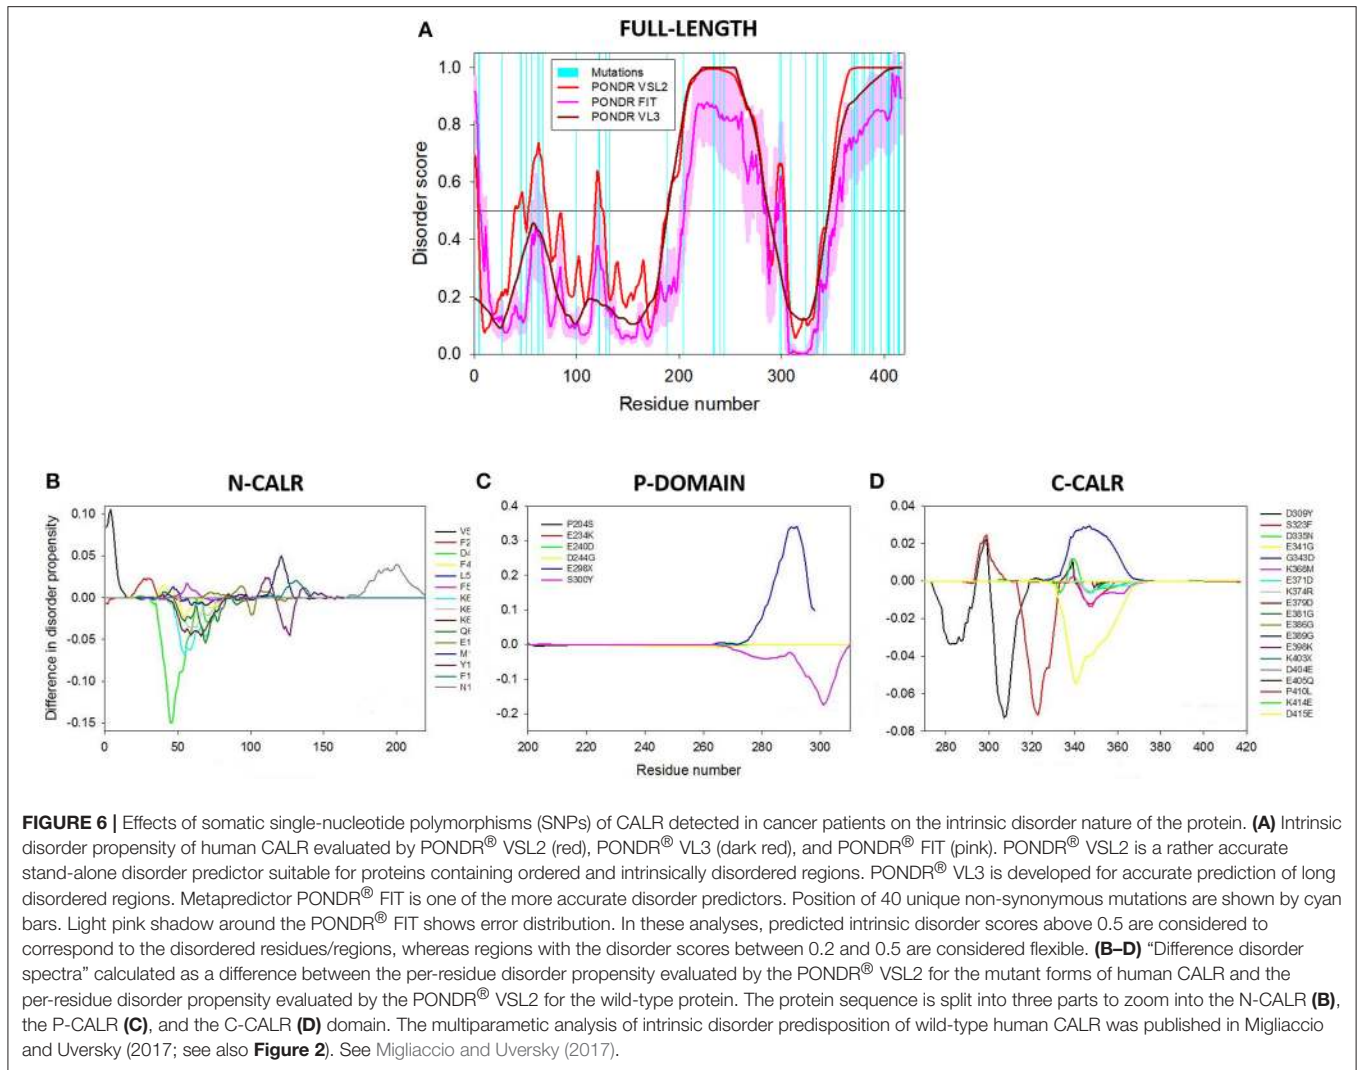 A
FULL-LENGTH
Mutations
PONDR VSL2
PONDR FIT
PONDR VL3
Disorder score
1.0
0.8
0.6
0.4
0.2
0.0
0 100 200 300 400
Residue number
B
N-CALR
Difference in disorder propensity
0.10
0.05
0.00
-0.05
-0.10
-0.15
0 50 100 150 200
V5
F2
D4
F4
L5
F5
K6
K6
K6
Q6
E1
M1
Y1
F1
N1
C
P-DOMAIN
0.4
0.3
0.2
0.1
0.0
-0.1
-0.2
P204S
E234K
E240D
D244G
E298X
S300Y
200 220 240 260 280 300
Residue number
D
C-CALR
0.04
0.02
0.00
-0.02
-0.04
-0.06
-0.08
280 300 320 340 360 380 400 420
D309Y
S323F
D335N
E341G
G343D
K368M
E371D
K374R
E379D
E381G
E386G
E389G
E398K
K403X
D404E
E405Q
P410L
K414E
D415E
FIGURE 6 | Effects of somatic single-nucleotide polymorphisms (SNPs) of CALR detected in cancer patients on the intrinsic disorder nature of the protein. (A) Intrinsic
disorder propensity of human CALR evaluated by PONDR® VSL2 (red), PONDR® VL3 (dark red), and PONDR® FIT (pink). PONDR® VSL2 is a rather accurate
stand-alone disorder predictor suitable for proteins containing ordered and intrinsically disordered regions. PONDR® VL3 is developed for accurate prediction of long
disordered regions. Metapredictor PONDR® FIT is one of the more accurate disorder predictors. Position of 40 unique non-synonymous mutations are shown by cyan
bars. Light pink shadow around the PONDR® FIT shows error distribution. In these analyses, predicted intrinsic disorder scores above 0.5 are considered to
correspond to the disordered residues/regions, whereas regions with the disorder scores between 0.2 and 0.5 are considered flexible. (B–D) “Difference disorder
spectra” calculated as a difference between the per-residue disorder propensity evaluated by the PONDR® VSL2 for the mutant forms of human CALR and the
per-residue disorder propensity evaluated by the PONDR® VSL2 for the wild-type protein. The protein sequence is split into three parts to zoom into the N-CALR (B),
the P-CALR (C), and the C-CALR (D) domain. The multiparametic analysis of intrinsic disorder predisposition of wild-type human CALR was published in Migliaccio
and Uversky (2017; see also Figure 2). See Migliaccio and Uversky (2017).